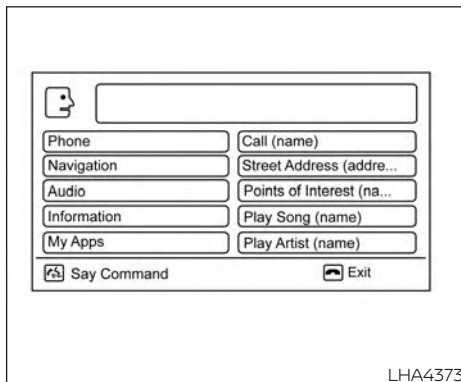 Phone
Call (name)
Navigation
Street Address (addre...
Audio
Points of Interest (na...
Information
Play Song (name)
My Apps
Play Artist (name)
Say Command
Exit
LHA4373